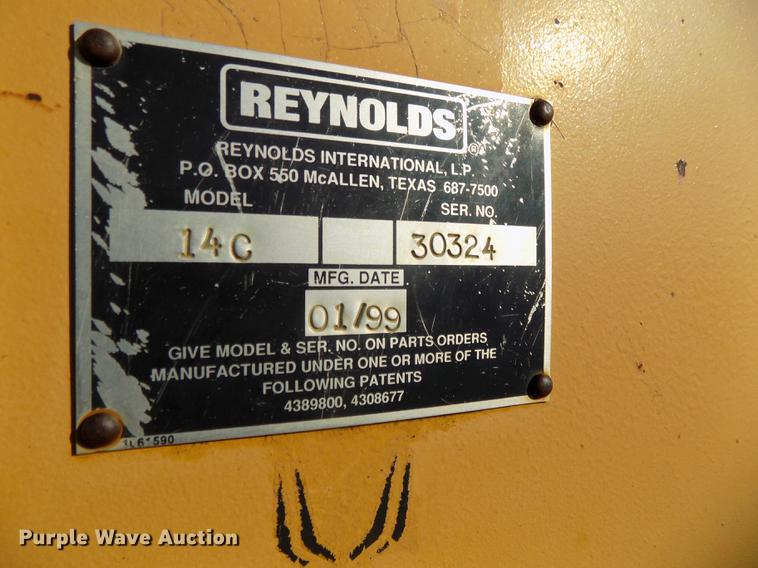 REYNOLDS
®
REYNOLDS INTERNATIONAL, L.P.
P.O. BOX 550 McALLEN, TEXAS 687-7500
MODEL SER. NO.
14C 30324
MFG. DATE
01/99
GIVE MODEL & SER. NO. ON PARTS ORDERS
MANUFACTURED UNDER ONE OR MORE OF THE
FOLLOWING PATENTS
4389800, 4308677
Purple Wave Auction